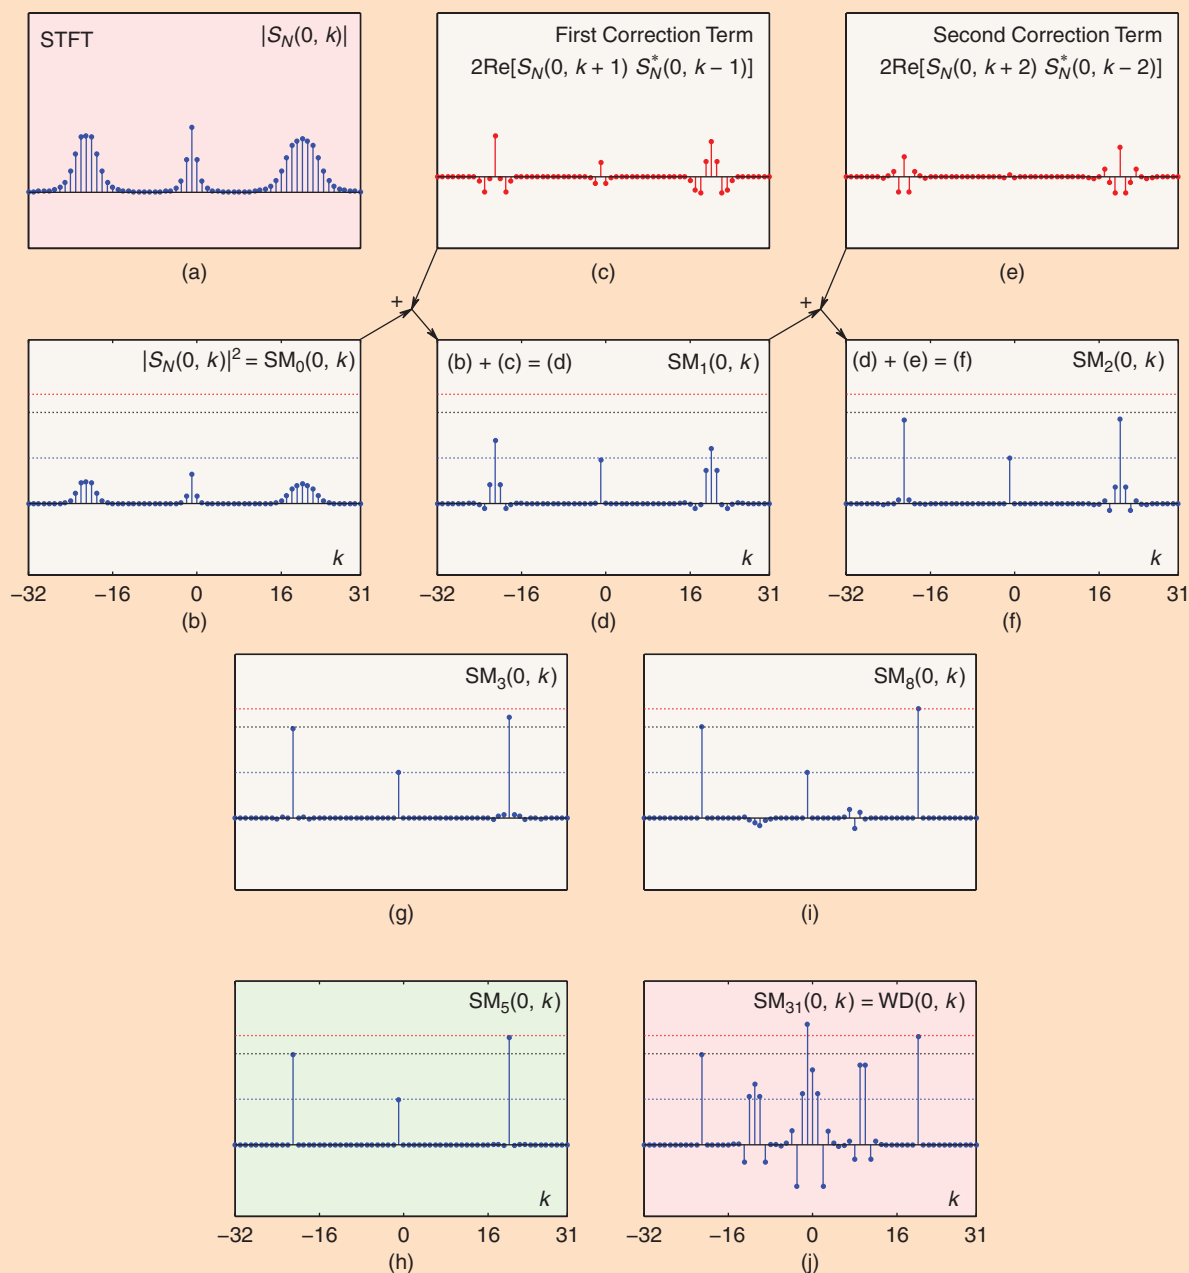 STFT |S_N(0, k)|
First Correction Term
2Re[S_N(0, k + 1) S_N^*(0, k − 1)]
Second Correction Term
2Re[S_N(0, k + 2) S_N^*(0, k − 2)]
(a)
(c)
(e)
+
+
|S_N(0, k)|^2 = SM_0(0, k)
(b) + (c) = (d) SM_1(0, k)
(d) + (e) = (f) SM_2(0, k)
k
k
k
−32 −16 0 16 31
−32 −16 0 16 31
−32 −16 0 16 31
(b)
(d)
(f)
SM_3(0, k)
SM_8(0, k)
(g)
(i)
SM_5(0, k)
SM_31(0, k) = WD(0, k)
k
k
−32 −16 0 16 31
−32 −16 0 16 31
(h)
(j)